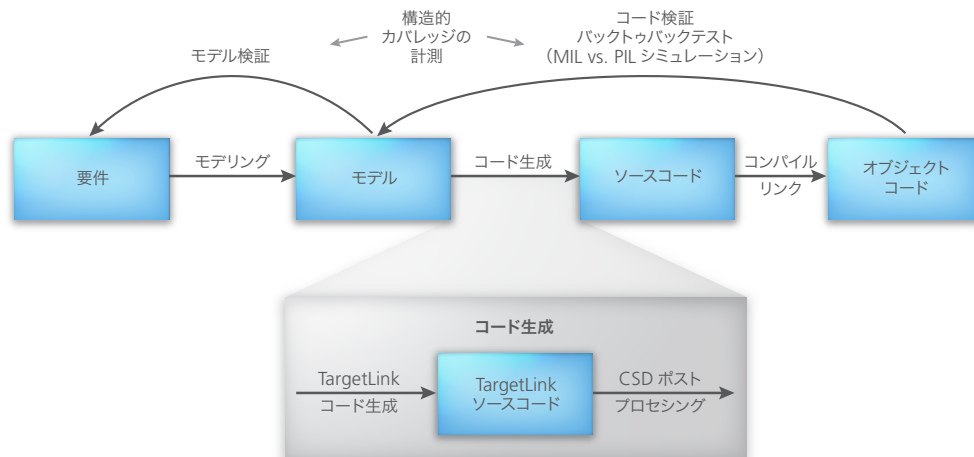 構造的
カバレッジの
計測
コード検証
バックトゥバックテスト
（MIL vs. PIL シミュレーション）
モデル検証
要件
モデリング
モデル
コード生成
ソースコード
コンパイル
リンク
オブジェクト
コード
コード生成
TargetLink
コード生成
TargetLink
ソースコード
CSD ポスト
プロセシング